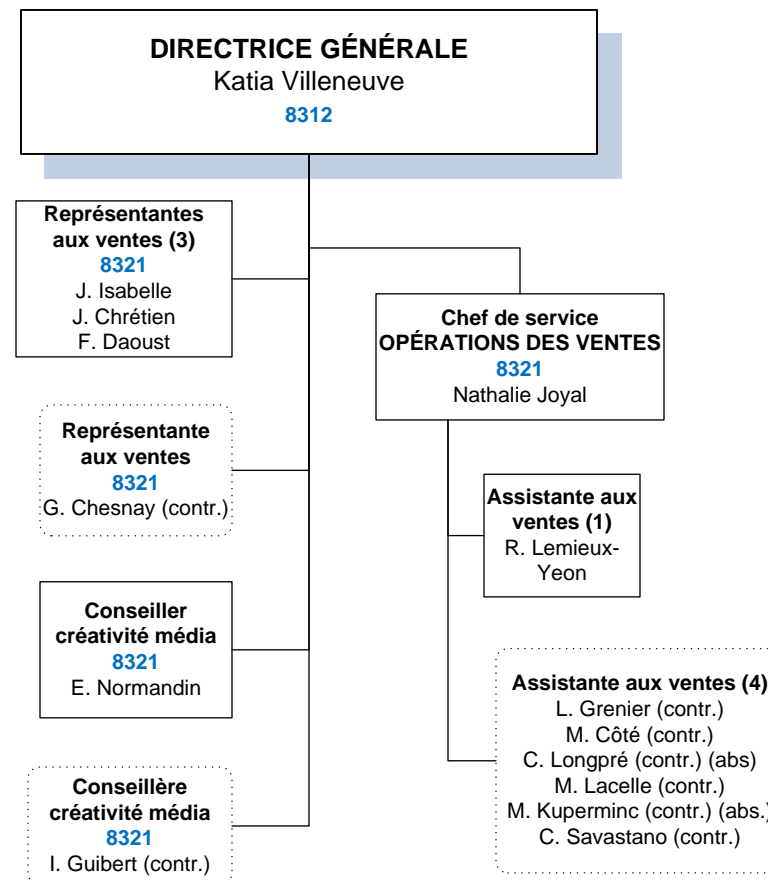 DIRECTRICE GÉNÉRALE
Katia Villeneuve
8312
Représentantes
aux ventes (3)
8321
J. Isabelle
J. Chrétien
F. Daoust
Chef de service
OPÉRATIONS DES VENTES
8321
Nathalie Joyal
Représentante
aux ventes
8321
G. Chesnay (contr.)
Assistante aux
ventes (1)
R. Lemieux-
Yeon
Conseiller
créativité média
8321
E. Normandin
Assistante aux ventes (4)
L. Grenier (contr.)
M. Côté (contr.)
C. Longpré (contr.) (abs)
M. Lacelle (contr.)
M. Kuperminc (contr.) (abs.)
C. Savastano (contr.)
Conseillère
créativité média
8321
I. Guibert (contr.)